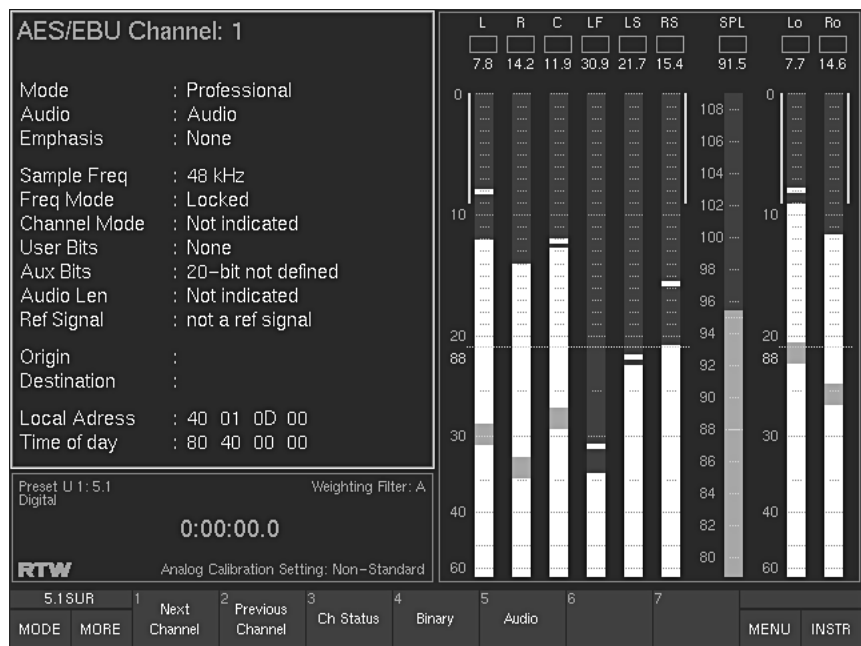 AES/EBU Channel: 1
Mode : Professional
Audio : Audio
Emphasis : None
Sample Freq : 48 kHz
Freq Mode : Locked
Channel Mode : Not indicated
User Bits : None
Aux Bits : 20-bit not defined
Audio Len : Not indicated
Ref Signal : not a ref signal
Origin :
Destination :
Local Adress : 40 01 0D 00
Time of day : 80 40 00 00
Preset U 1: 5.1 Weighting Filter: A
Digital
0:00:00.0
RTW Analog Calibration Setting: Non-Standard
L R C LF LS RS SPL Lo Ro
7.8 14.2 11.9 30.9 21.7 15.4 91.5 7.7 14.6
0 108 0
106
104
102
10 100 10
98
96
20 94 20
88 92 88
90
30 88 30
86
84
40 82 40
80
60 60
5.1SUR 1 Next Channel 2 Previous Channel 3 Ch Status 4 Binary 5 Audio 6 7
MODE MORE MENU INSTR